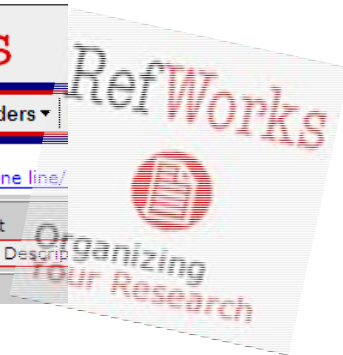 s
RefWorks
ders
ne line/
t
Descrip
Organizing
Your Research